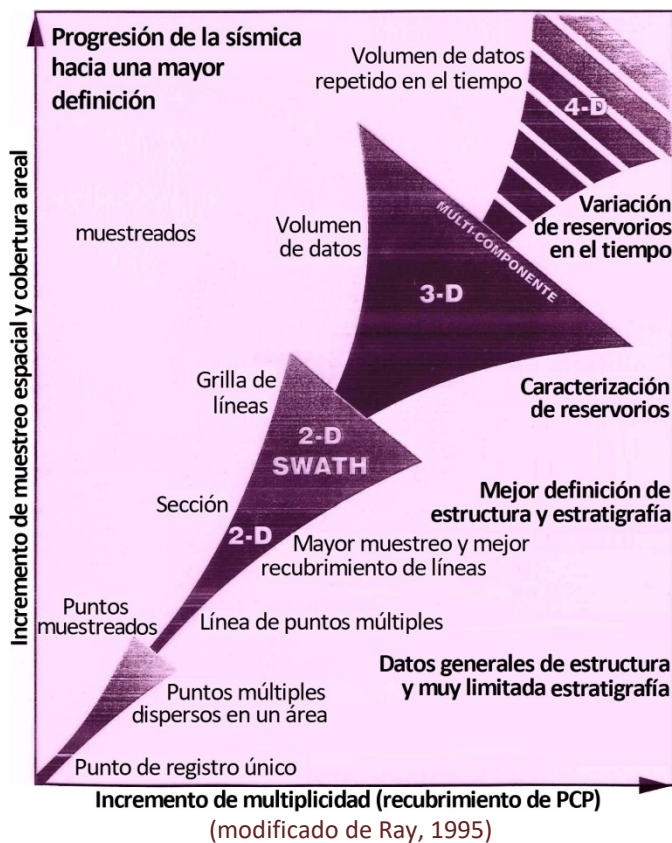 Progresión de la sísmica
hacia una mayor
definición
Volumen de datos
repetido en el tiempo
4-D
Variación
de reservorios
en el tiempo
muestreados
Volumen
de datos
MULTI-COMPONENTE
3-D
Caracterización
de reservorios
Grilla de
líneas
2-D
SWATH
Sección
2-D
Mejor definición de
estructura y estratigrafía
Mayor muestreo y mejor
recubrimiento de líneas
Puntos
muestreados
Línea de puntos múltiples
Datos generales de estructura
y muy limitada estratigrafía
Puntos múltiples
dispersos en un área
Punto de registro único
Incremento de muestreo espacial y cobertura areal
Incremento de multiplicidad (recubrimiento de PCP)
(modificado de Ray, 1995)